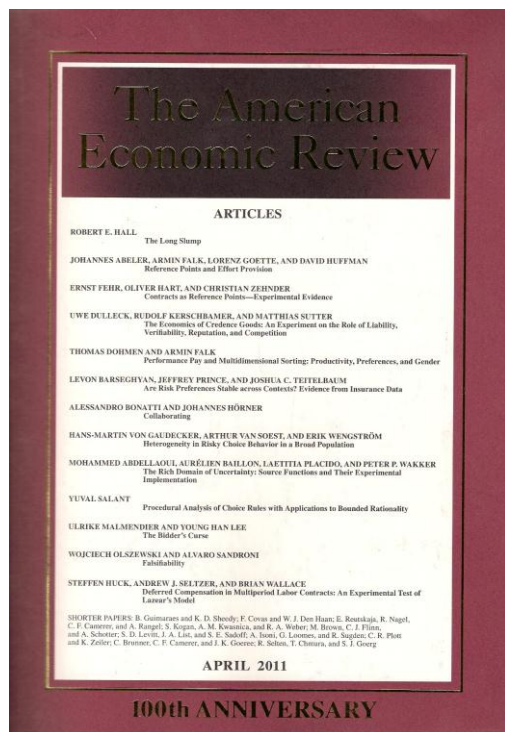 The American
Economic Review
ARTICLES
ROBERT E. HALL
The Long Slump
JOHANNES ABELER, ARMIN FALK, LORENZ GOETTE, AND DAVID HUFFMAN
Reference Points and Effort Provision
ERNST FEHR, OLIVER HART, AND CHRISTIAN ZEHNDER
Contracts as Reference Points—Experimental Evidence
UWE DULLECK, RUDOLF KERSCHBAMER, AND MATTHIAS SUTTER
The Economics of Credence Goods: An Experiment on the Role of Liability,
Verifiability, Reputation, and Competition
THOMAS DOHMEN AND ARMIN FALK
Performance Pay and Multidimensional Sorting: Productivity, Preferences, and Gender
LEVON BARSEGHYAN, JEFFREY PRINCE, AND JOSHUA C. TEITELBAUM
Are Risk Preferences Stable across Contexts? Evidence from Insurance Data
ALESSANDRO BONATTI AND JOHANNES HÖRNER
Collaborating
HANS-MARTIN VON GAUDECKER, ARTHUR VAN SOEST, AND ERIK WENGSTRÖM
Heterogeneity in Risky Choice Behavior in a Broad Population
MOHAMMED ABDELLAOUI, AURÉLIEN BAILLON, LAETITIA PLACIDO, AND PETER P. WAKKER
The Rich Domain of Uncertainty: Source Functions and Their Experimental
Implementation
YUVAL SALANT
Procedural Analysis of Choice Rules with Applications to Bounded Rationality
ULRIKE MALMENDIER AND YOUNG HAN LEE
The Bidder's Curse
WOJCIECH OLSZEWSKI AND ALVARO SANDRONI
Falsifiability
STEFFEN HUCK, ANDREW J. SELTZER, AND BRIAN WALLACE
Deferred Compensation in Multiperiod Labor Contracts: An Experimental Test of
Lazear's Model
SHORTER PAPERS: B. Guimaraes and K. D. Sheedy; F. Covas and W. J. Den Haan; E. Reutskaja, R. Nagel,
C. F. Camerer, and A. Rangel; S. Kogan, A. M. Kwasnica, and R. A. Weber; M. Brown, C. J. Flinn,
and A. Schotter; S. D. Levitt, J. A. List, and S. E. Sadoff; A. Isoni, G. Loomes, and R. Sugden; C. R. Plott
and K. Zeiler; C. Brunner, C. F. Camerer, and J. K. Goeree; R. Selten, T. Chmura, and S. J. Goerg
APRIL 2011
100th ANNIVERSARY